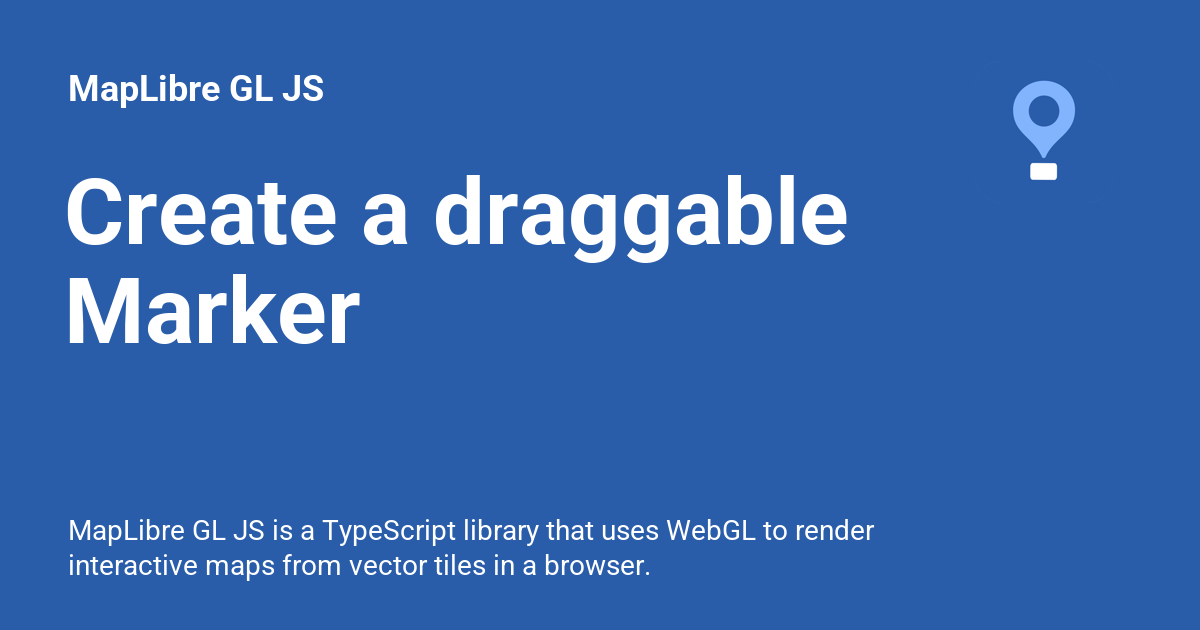 MapLibre GL JS
Create a draggable
Marker
MapLibre GL JS is a TypeScript library that uses WebGL to render
interactive maps from vector tiles in a browser.